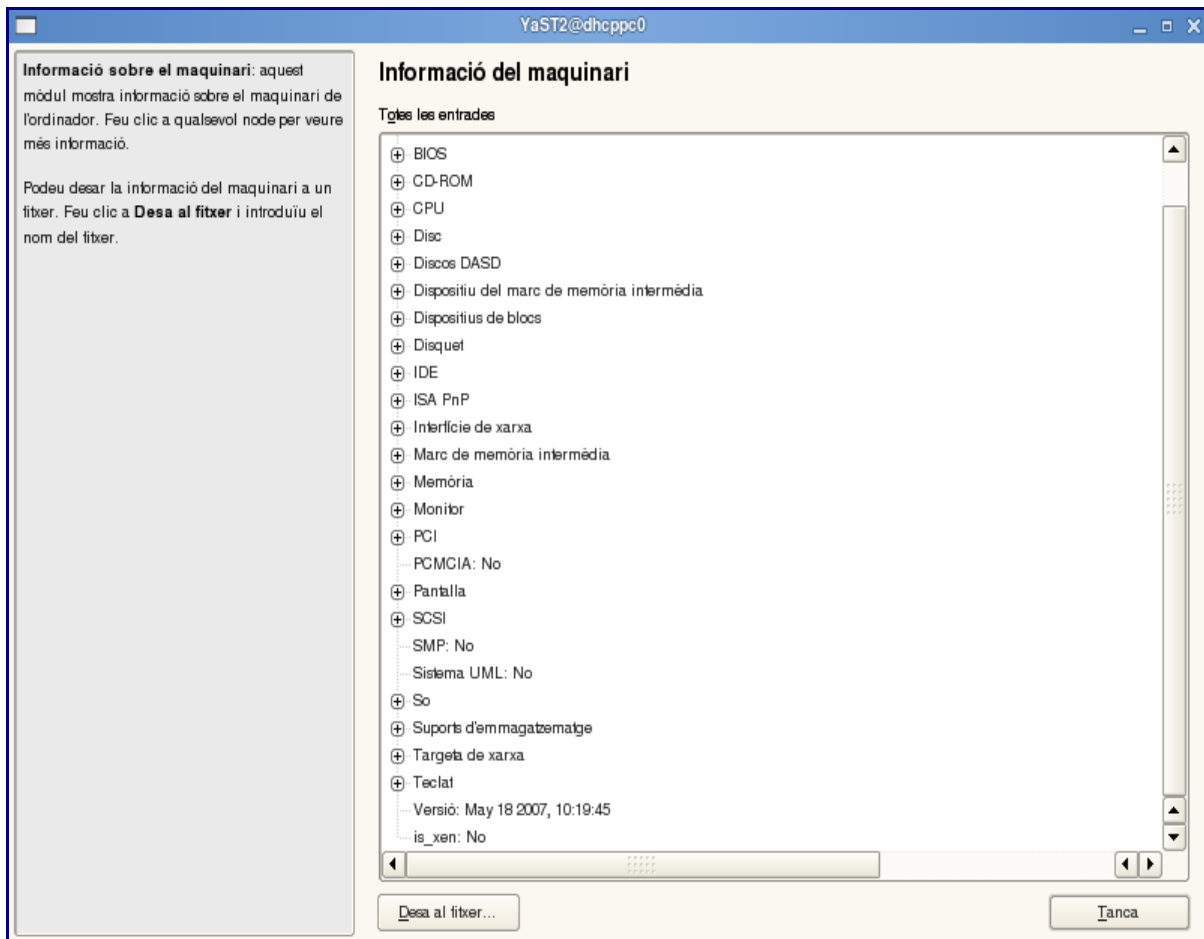 YaST2@dhcppc0
Informació sobre el maquinari: aquest
mòdul mostra informació sobre el maquinari de
l'ordinador. Feu clic a qualsevol node per veure
més informació.
Podeu desar la informació del maquinari a un
fitxer. Feu clic a Desa al fitxer i introduïu el
nom del fitxer.
Informació del maquinari
Totes les entrades
BIOS
CD-ROM
CPU
Disc
Discos DASD
Dispositiu del marc de memòria intermèdia
Dispositius de blocs
Disquet
IDE
ISA PnP
Interfície de xarxa
Marc de memòria intermèdia
Memòria
Monitor
PCI
PCMCIA: No
Pantalla
SCSI
SMP: No
Sistema UML: No
So
Suports d'emmagatzematge
Targeta de xarxa
Teclat
Versió: May 18 2007, 10:19:45
is_xen: No
Desa al fitxer...
Tanca